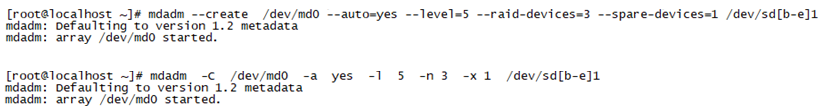 [root@localhost ~]# mdadm --create  /dev/md0 --auto=yes --level=5 --raid-devices=3 --spare-devices=1 /dev/sd[b-e]1
mdadm: Defaulting to version 1.2 metadata
mdadm: array /dev/md0 started.
[root@localhost ~]# mdadm  -C  /dev/md0  -a  yes  -l  5  -n 3  -x 1  /dev/sd[b-e]1
mdadm: Defaulting to version 1.2 metadata
mdadm: array /dev/md0 started.